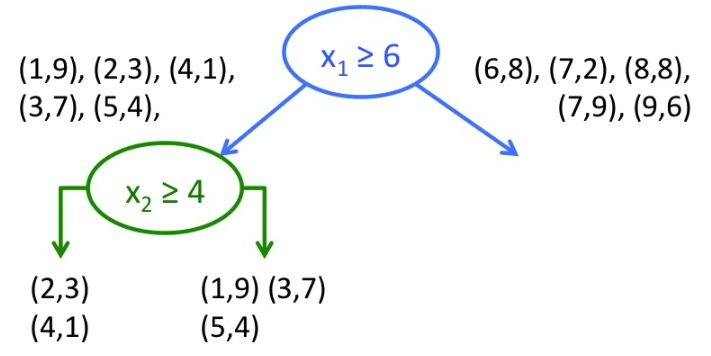 x₁ ≥ 6
(1,9), (2,3), (4,1),
(3,7), (5,4),
(6,8), (7,2), (8,8),
(7,9), (9,6)
x₂ ≥ 4
(2,3)
(4,1)
(1,9) (3,7)
(5,4)